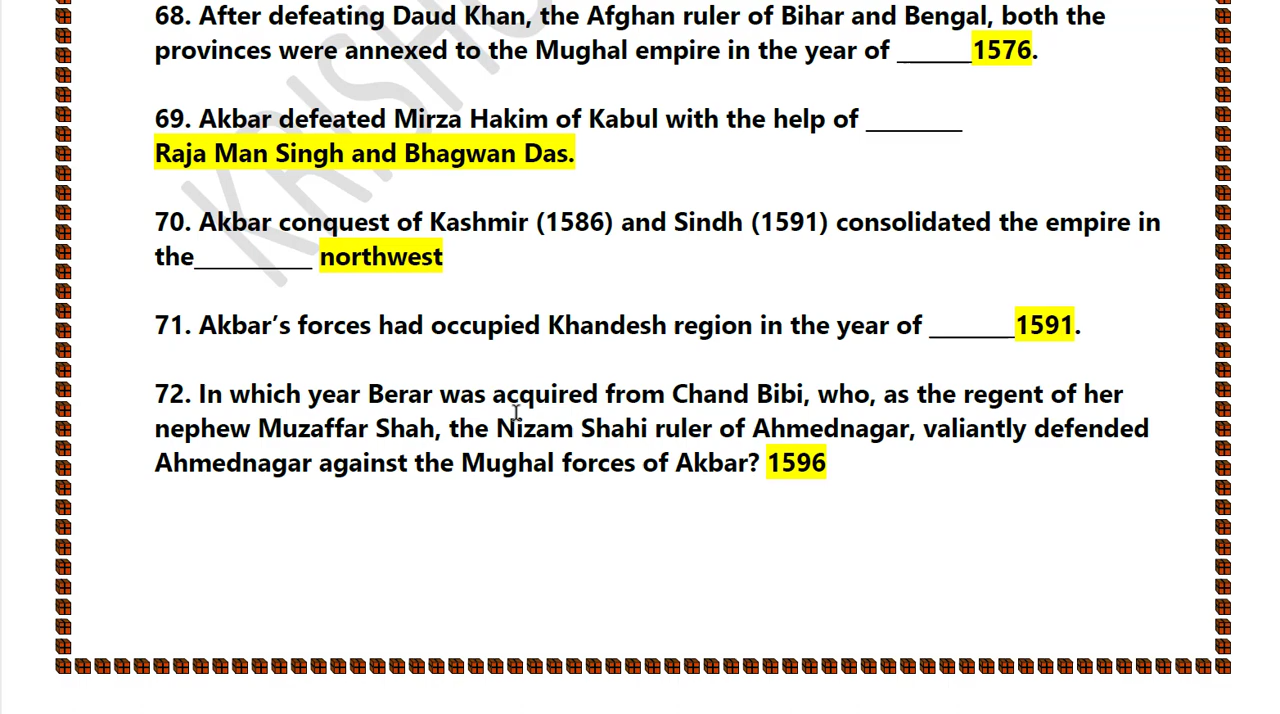 68. After defeating Daud Khan, the Afghan ruler of Bihar and Bengal, both the
provinces were annexed to the Mughal empire in the year of ______1576.
69. Akbar defeated Mirza Hakim of Kabul with the help of ________
Raja Man Singh and Bhagwan Das.
70. Akbar conquest of Kashmir (1586) and Sindh (1591) consolidated the empire in
the__________ northwest
71. Akbar’s forces had occupied Khandesh region in the year of _______1591.
72. In which year Berar was acquired from Chand Bibi, who, as the regent of her
nephew Muzaffar Shah, the Nizam Shahi ruler of Ahmednagar, valiantly defended
Ahmednagar against the Mughal forces of Akbar? 1596